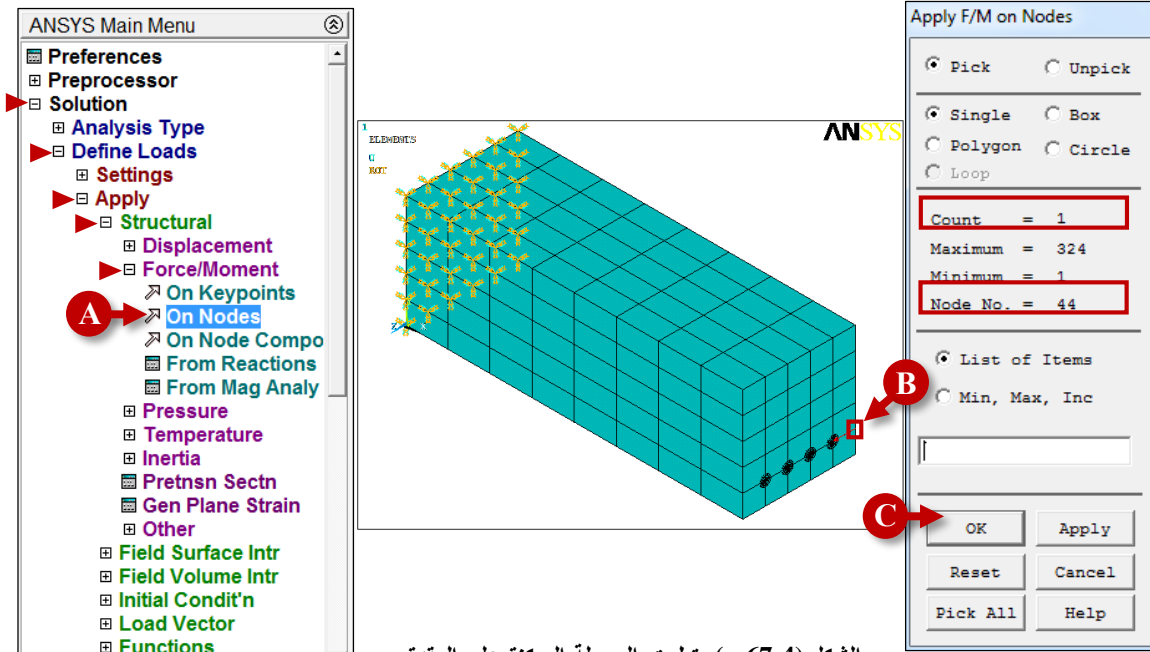 ANSYS Main Menu
Preferences
Preprocessor
Solution
Analysis Type
Define Loads
Settings
Apply
Structural
Displacement
Force/Moment
On Keypoints
A
On Nodes
On Node Compo
From Reactions
From Mag Analy
Pressure
Temperature
Inertia
Pretnsn Sectn
Gen Plane Strain
Other
Field Surface Intr
Field Volume Intr
Initial Condit'n
Load Vector
Functions
1
ELEMENTS
U
ROT
ANSYS
Z
X
B
Apply F/M on Nodes
Pick Unpick
Single Box
Polygon Circle
Loop
Count = 1
Maximum = 324
Minimum = 1
Node No. = 44
List of Items
Min, Max, Inc
C
OK Apply
Reset Cancel
Pick All Help